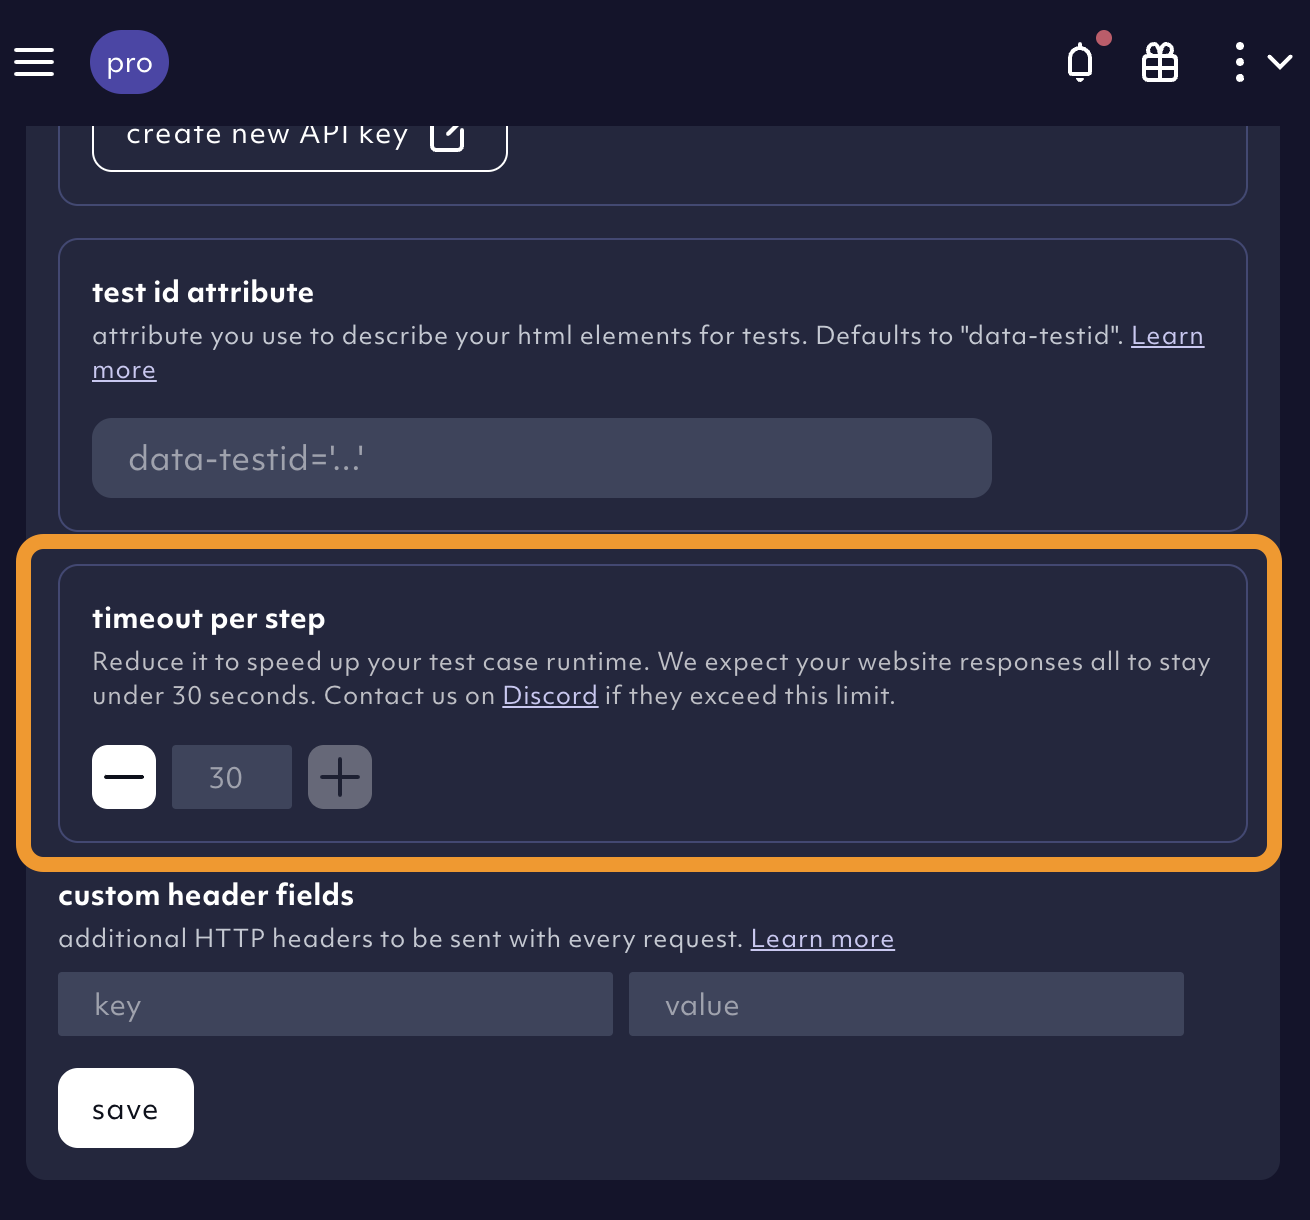 pro
create new API key
test id attribute
attribute you use to describe your html elements for tests. Defaults to "data-testid". Learn
more
data-testid='...'
timeout per step
Reduce it to speed up your test case runtime. We expect your website responses all to stay
under 30 seconds. Contact us on Discord if they exceed this limit.
30
custom header fields
additional HTTP headers to be sent with every request. Learn more
key value
save